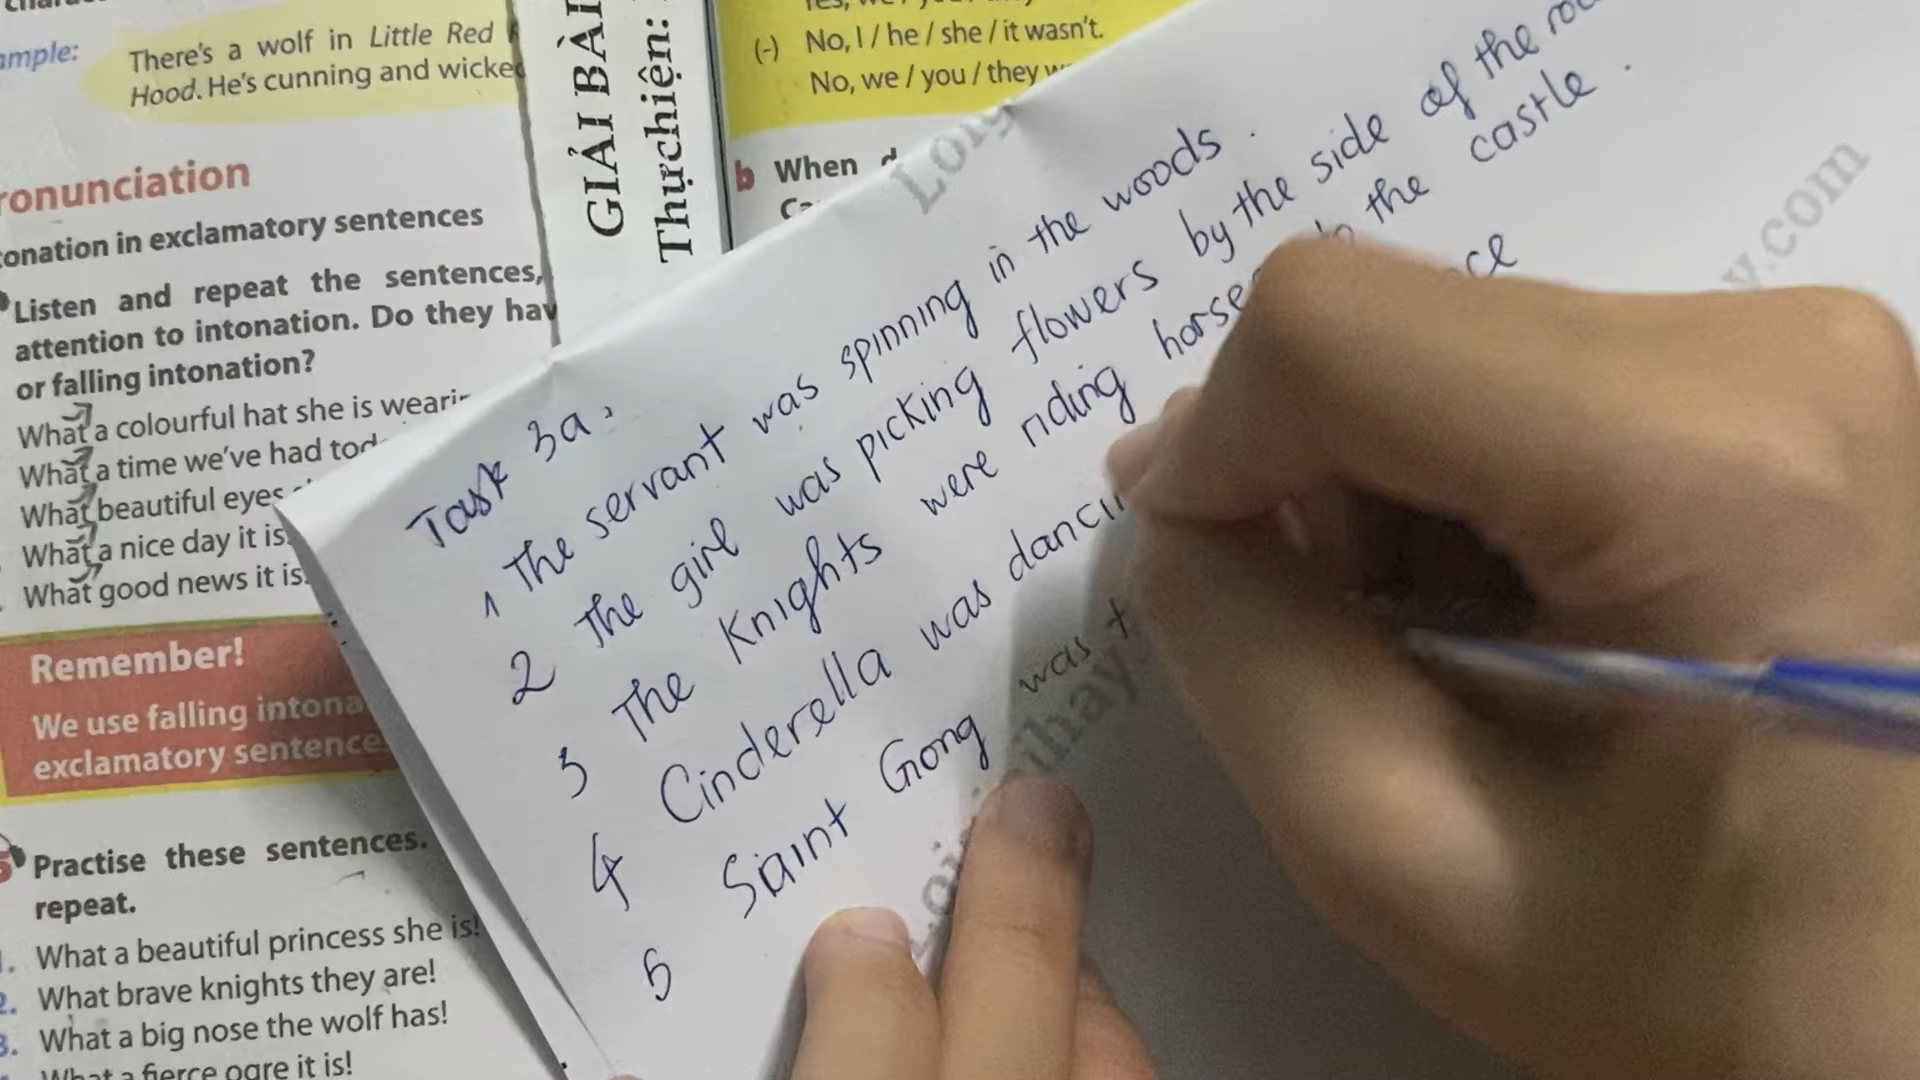 ample:
There's a wolf in Little Red
Hood. He's cunning and wicked
ronunciation
tonation in exclamatory sentences
Listen and repeat the sentences,
attention to intonation. Do they hav
or falling intonation?
What a colourful hat she is wearin
What a time we've had tod
What beautiful eyes
What a nice day it is
What good news it is.
Remember!
We use falling intona
exclamatory sentence
5 Practise these sentences.
repeat.
1. What a beautiful princess she is!
2. What brave knights they are!
3. What a big nose the wolf has!
What a fierce ogre it is!
GIẢI BÀI
Thựchiện:
(-) No, I / he / she / it wasn't.
No, we / you / they w
b When
Task 3a,
1 The servant was spinning in the woods.
2 The girl was picking flowers by the side of the
3 The Knights were riding horse the castle.
4 Cinderella was danci
5 Saint Gong was t
y.com